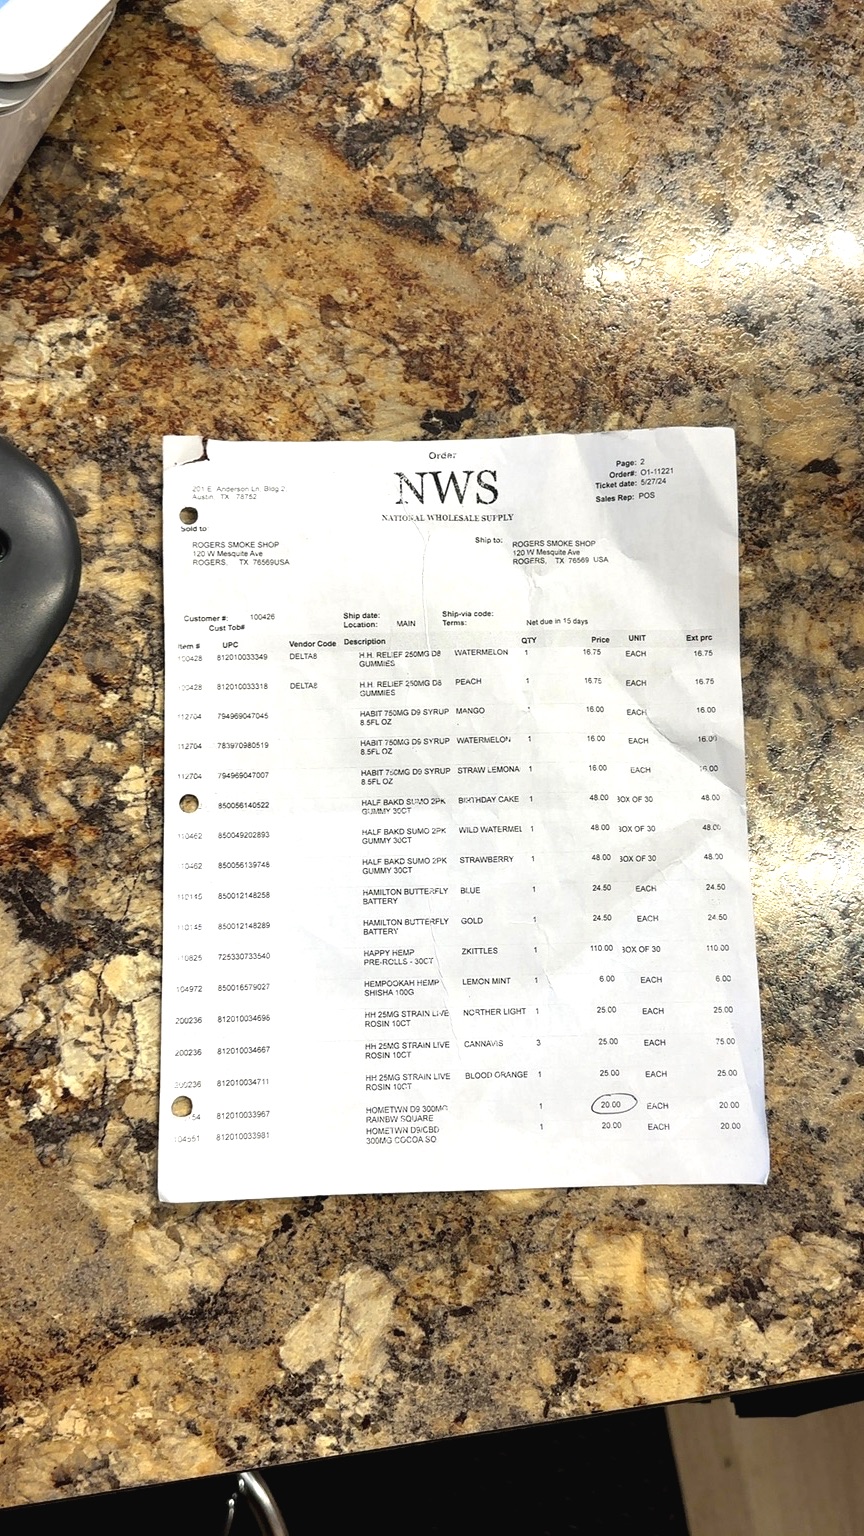 Order
Page: 2
Order#: O1-11221
Ticket date: 5/27/24
Sales Rep: POS
201 E. Anderson Ln. Bldg 2
Austin TX 78752
NWS
NATIONAL WHOLESALE SUPPLY
Sold to
ROGERS SMOKE SHOP
120 W Mesquite Ave
ROGERS, TX 76569USA
Ship to:
ROGERS SMOKE SHOP
120 W Mesquite Ave
ROGERS, TX 76569 USA
Customer #: 100426
Cust Tob#
Ship date:
Location: MAIN
Ship-via code:
Terms: Net due in 15 days
Item # UPC Vendor Code Description QTY Price UNIT Ext prc
812010033349 DELTA8 H.H. RELIEF 250MG D8 WATERMELON 1 16.75 EACH 16.75
GUMMIES
812010033318 DELTA8 H.H. RELIEF 250MG D8 PEACH 1 16.75 EACH 16.75
GUMMIES
112704 794969047045 HABIT 750MG D9 SYRUP MANGO 16.00 EACH 16.00
8.5FL OZ
112704 783970980519 HABIT 750MG D9 SYRUP WATERMELON 1 16.00 EACH 16.00
8.5FL OZ
112704 794969047007 HABIT 750MG D9 SYRUP STRAW LEMONA 1 16.00 EACH 16.00
8.5FL OZ
850056140522 HALF BAKD SUMO 2PK BIRTHDAY CAKE 1 48.00 BOX OF 30 48.00
GUMMY 30CT
110462 850049202893 HALF BAKD SUMO 2PK WILD WATERMEL 1 48.00 BOX OF 30 48.00
GUMMY 30CT
110462 850056139748 HALF BAKD SUMO 2PK STRAWBERRY 1 48.00 BOX OF 30 48.00
GUMMY 30CT
110145 850012148258 HAMILTON BUTTERFLY BLUE 1 24.50 EACH 24.50
BATTERY
110145 850012148289 HAMILTON BUTTERFLY GOLD 1 24.50 EACH 24.50
BATTERY
110825 725330733540 HAPPY HEMP ZKITTLES 1 110.00 BOX OF 30 110.00
PRE-ROLLS - 30CT
104972 850016579027 HEMPOOKAH HEMP LEMON MINT 1 6.00 EACH 6.00
SHISHA 100G
200236 812010034698 HH 25MG STRAIN LIVE NORTHER LIGHT 1 25.00 EACH 25.00
ROSIN 10CT
200236 812010034667 HH 25MG STRAIN LIVE CANNAVIS 3 25.00 EACH 75.00
ROSIN 10CT
200236 812010034711 HH 25MG STRAIN LIVE BLOOD ORANGE 1 25.00 EACH 25.00
ROSIN 10CT
54 812010033967 HOMETWN D9 300MG 1 20.00 EACH 20.00
RAINBW SQUARE
104551 812010033981 HOMETWN D9/CBD 1 20.00 EACH 20.00
300MG COCOA SQ